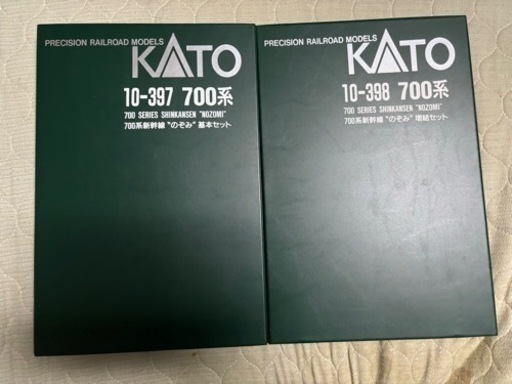 PRECISION RAILROAD MODELS
KATO
10-397 700系
700 SERIES SHINKANSEN "NOZOMI"
700系新幹線 "のぞみ" 基本セット
PRECISION RAILROAD MODELS
KATO
10-398 700系
700 SERIES SHINKANSEN "NOZOMI"
700系新幹線 "のぞみ" 増結セット